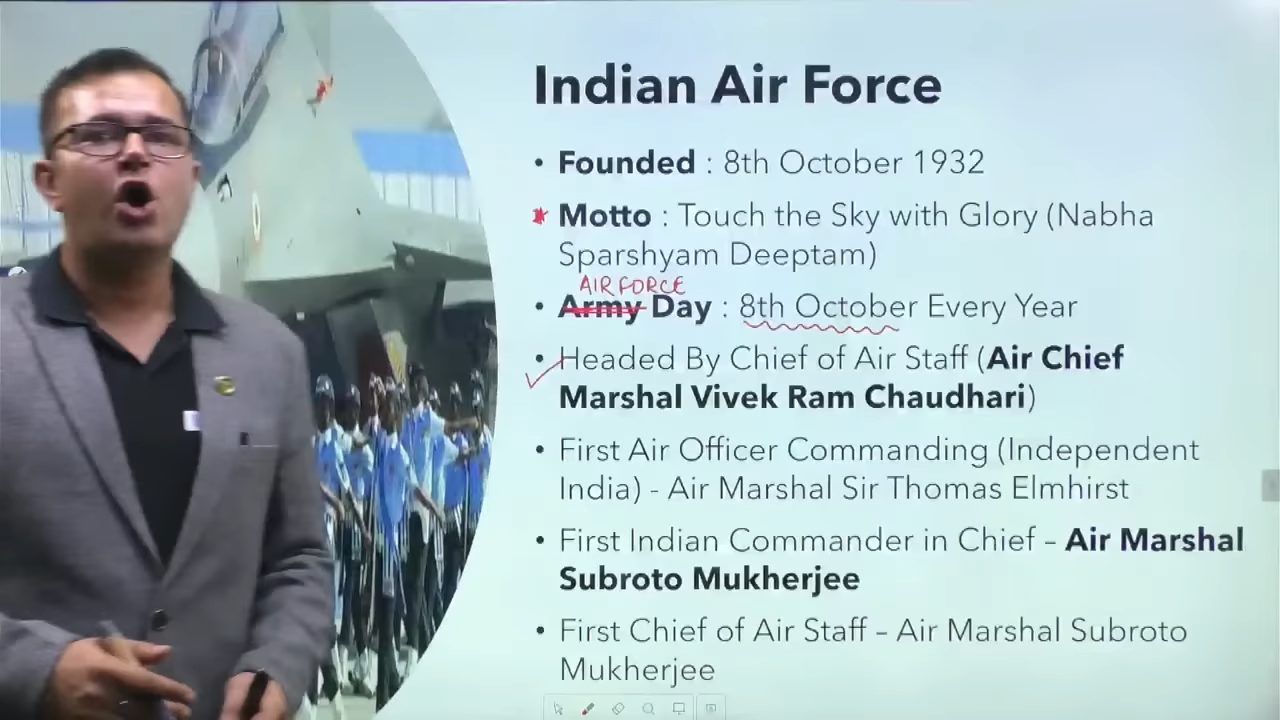 Indian Air Force
• Founded : 8th October 1932
• Motto : Touch the Sky with Glory (Nabha
Sparshyam Deeptam)
AIR FORCE
• Army Day : 8th October Every Year
• Headed By Chief of Air Staff (Air Chief
Marshal Vivek Ram Chaudhari)
• First Air Officer Commanding (Independent
India) - Air Marshal Sir Thomas Elmhirst
• First Indian Commander in Chief – Air Marshal
Subroto Mukherjee
• First Chief of Air Staff – Air Marshal Subroto
Mukherjee